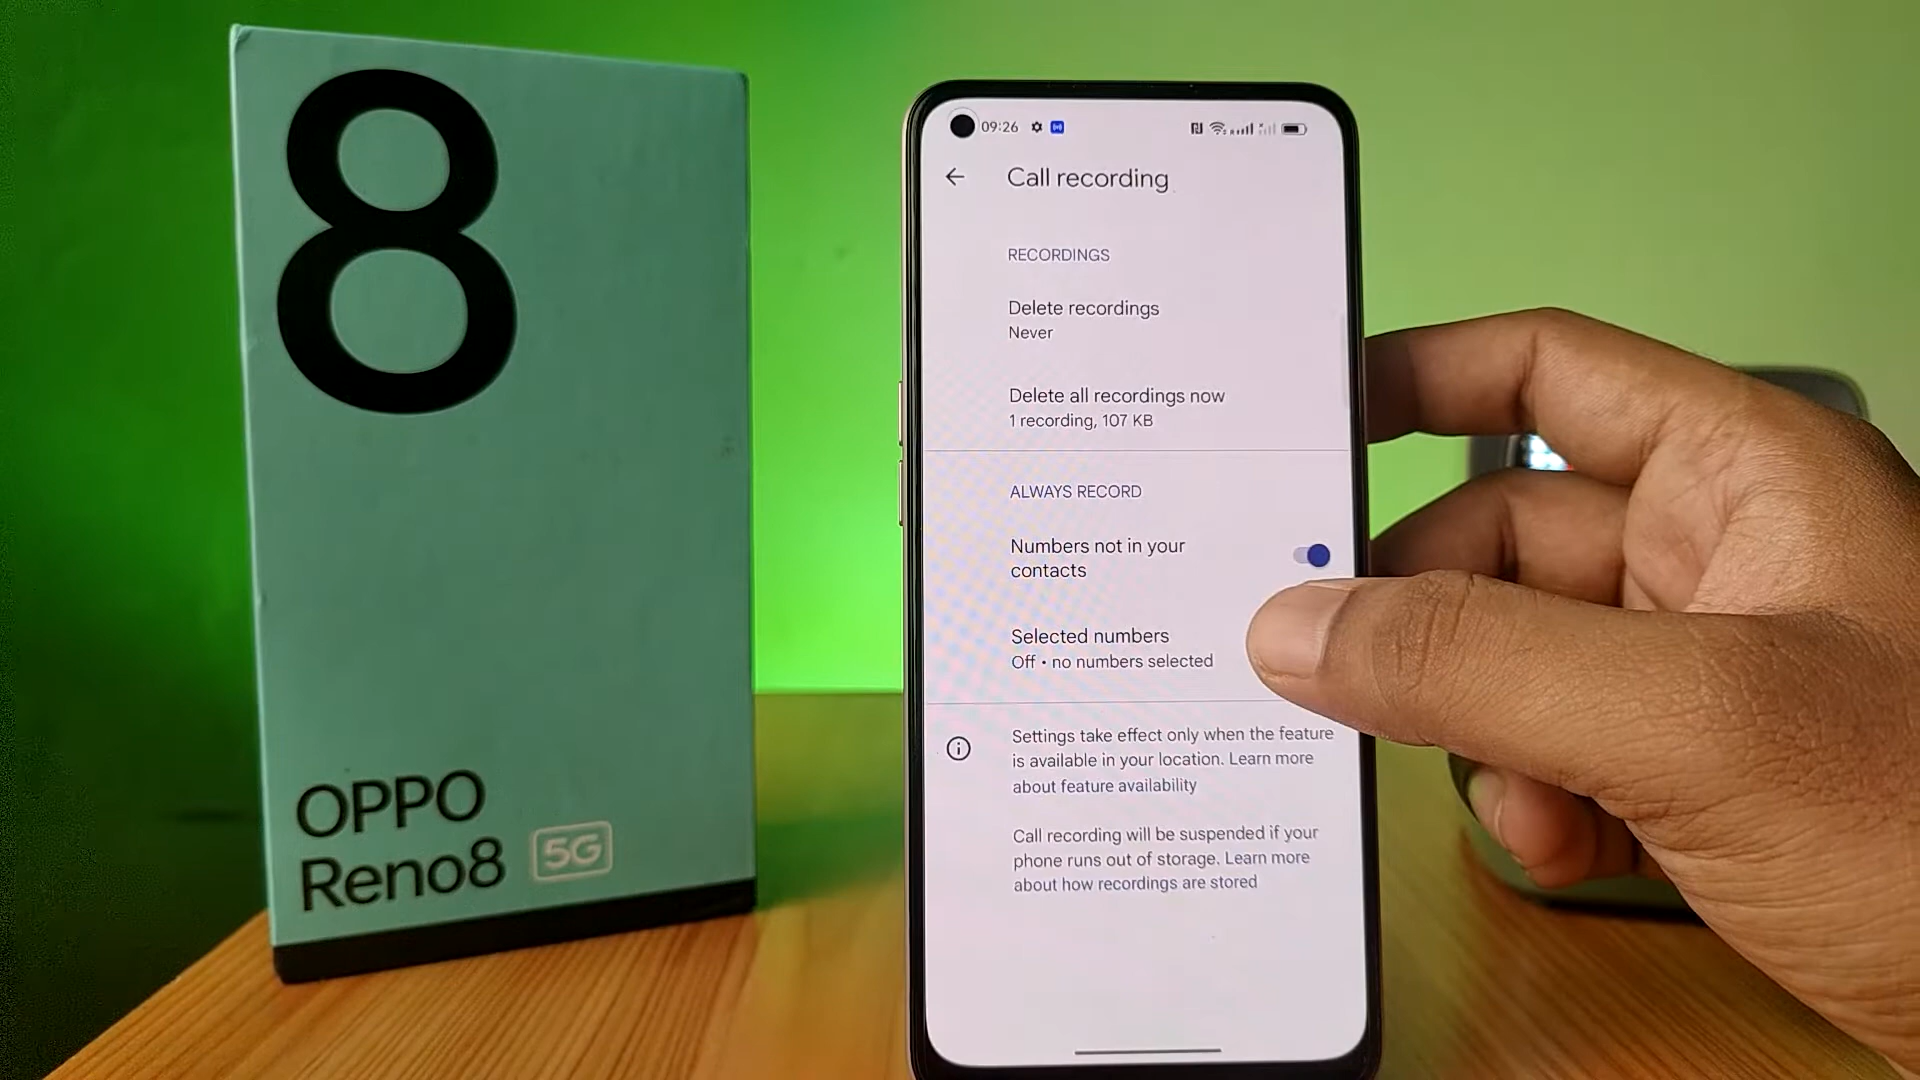 8
OPPO
Reno8 5G
09:26
Call recording
RECORDINGS
Delete recordings
Never
Delete all recordings now
1 recording, 107 KB
ALWAYS RECORD
Numbers not in your
contacts
Selected numbers
Off • no numbers selected
Settings take effect only when the feature
is available in your location. Learn more
about feature availability
Call recording will be suspended if your
phone runs out of storage. Learn more
about how recordings are stored